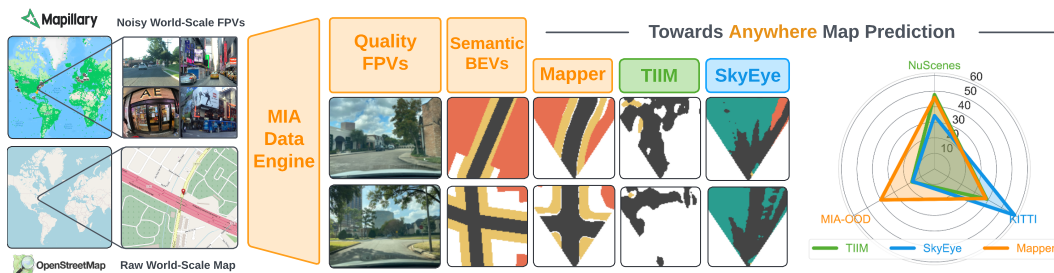 Mapillary
Noisy World-Scale FPVs
AE
OpenStreetMap
Raw World-Scale Map
MIA
Data
Engine
Quality
FPVs
Semantic
BEVs
Towards Anywhere Map Prediction
Mapper
TIIM
SkyEye
NuScenes
60
50
40
30
20
10
MIA-OOD
KITTI
TIIM
SkyEye
Mapper